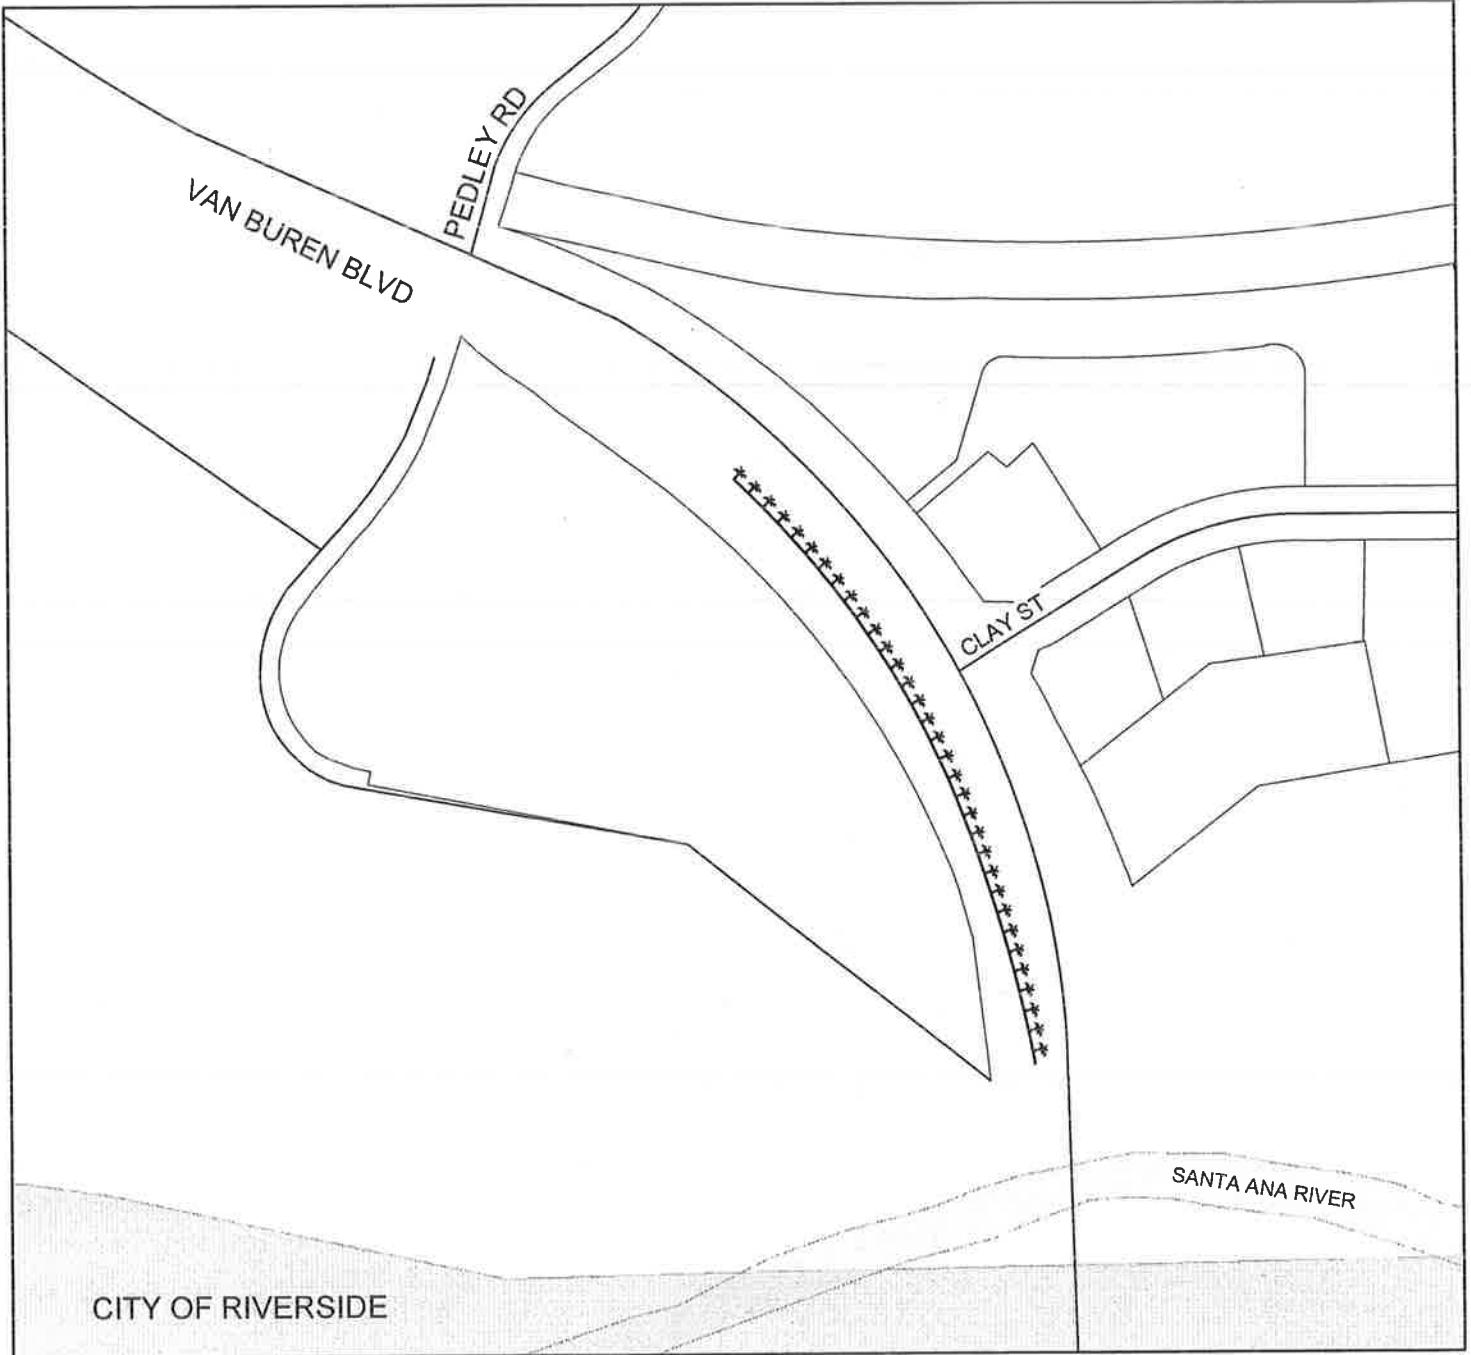 PEDLEY RD
VAN BUREN BLVD
CLAY ST
SANTA ANA RIVER
CITY OF RIVERSIDE